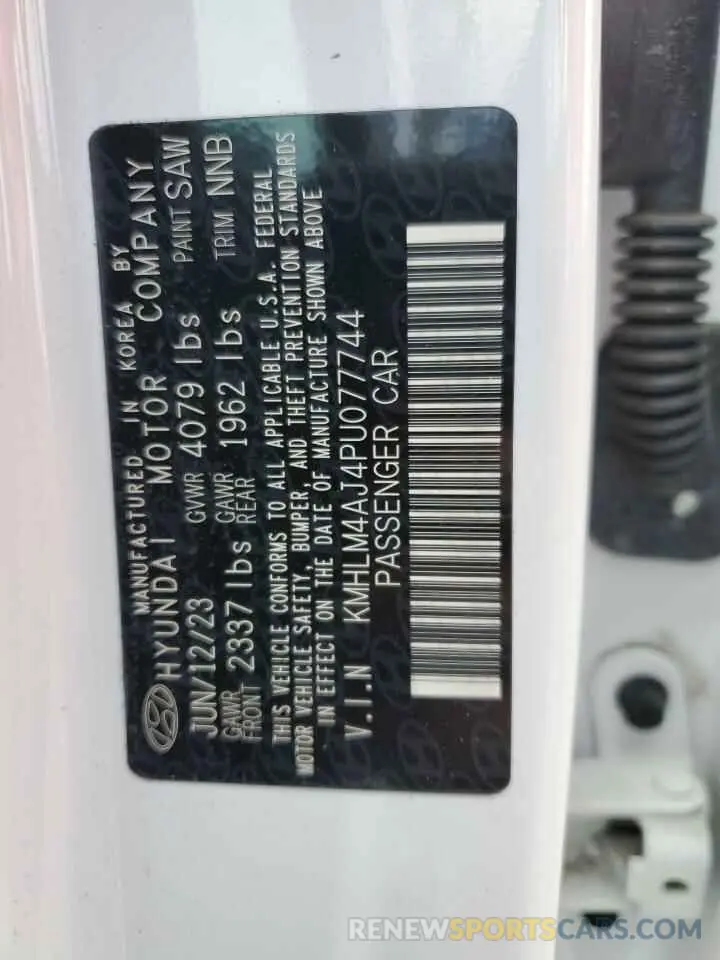 MANUFACTURED IN KOREA BY
HYUNDAI MOTOR COMPANY
JUN/12/23 GVWR 4079 lbs PAINT SAW
GAWR FRONT 2337 lbs GAWR REAR 1962 lbs TRIM NNB
THIS VEHICLE CONFORMS TO ALL APPLICABLE U.S.A. FEDERAL
MOTOR VEHICLE SAFETY, BUMPER, AND THEFT PREVENTION STANDARDS
IN EFFECT ON THE DATE OF MANUFACTURE SHOWN ABOVE
V.I.N KMHLM4AJ4PU077744
PASSENGER CAR
RENEWSPORTSCARS.COM